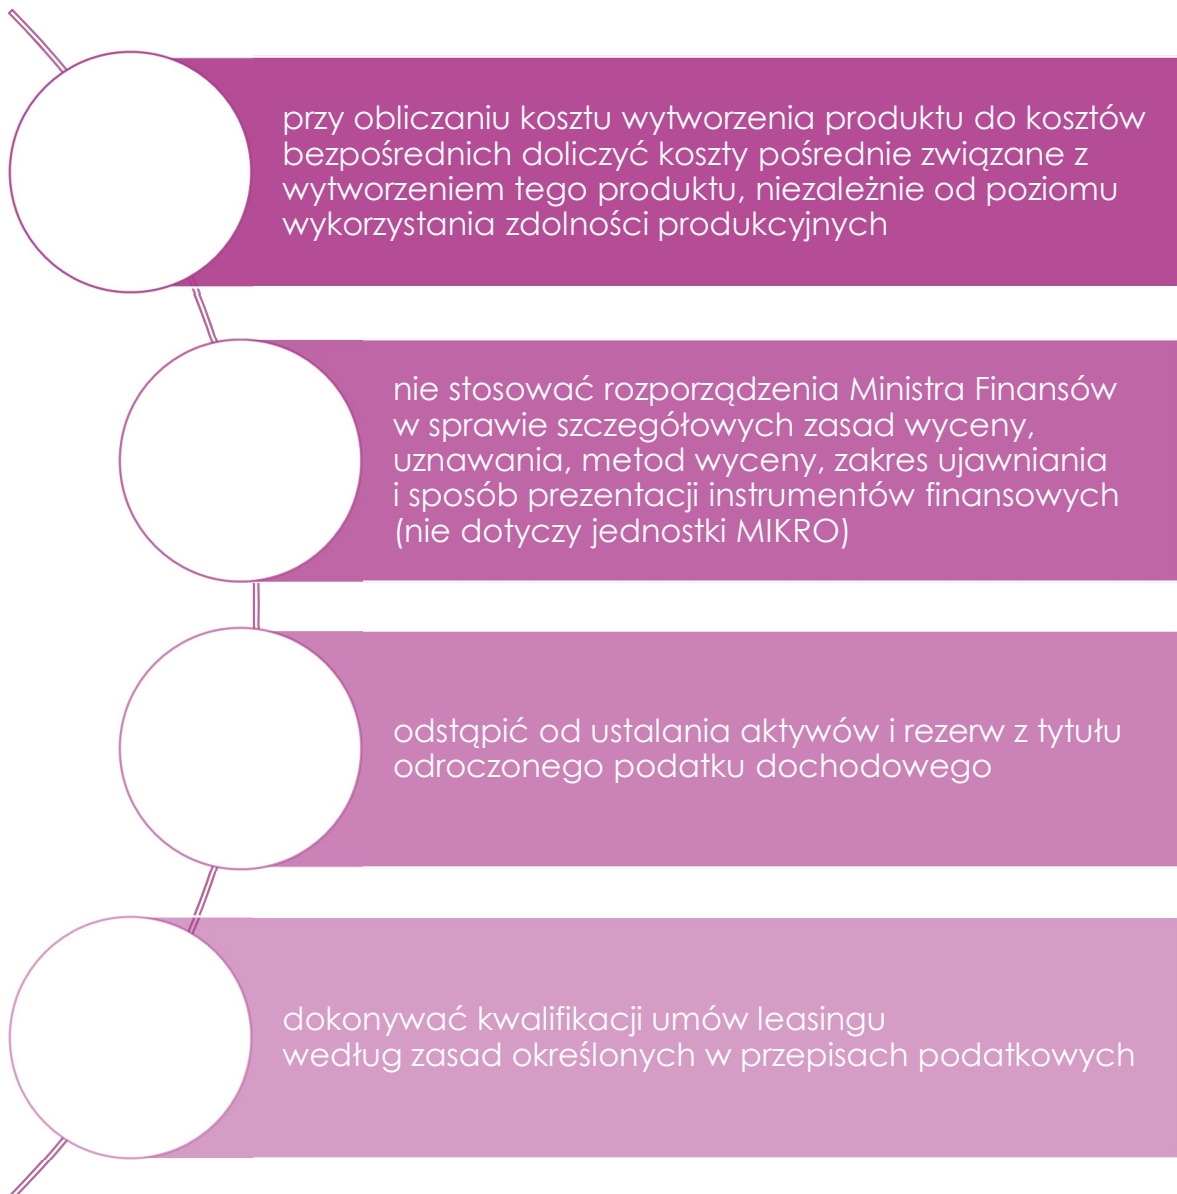 przy obliczaniu kosztu wytworzenia produktu do kosztów
bezpośrednich doliczyć koszty pośrednie związane z
wytworzeniem tego produktu, niezależnie od poziomu
wykorzystania zdolności produkcyjnych
nie stosować rozporządzenia Ministra Finansów
w sprawie szczegółowych zasad wyceny,
uznawania, metod wyceny, zakres ujawniania
i sposób prezentacji instrumentów finansowych
(nie dotyczy jednostki MIKRO)
odstąpić od ustalania aktywów i rezerw z tytułu
odroczonego podatku dochodowego
dokonywać kwalifikacji umów leasingu
według zasad określonych w przepisach podatkowych